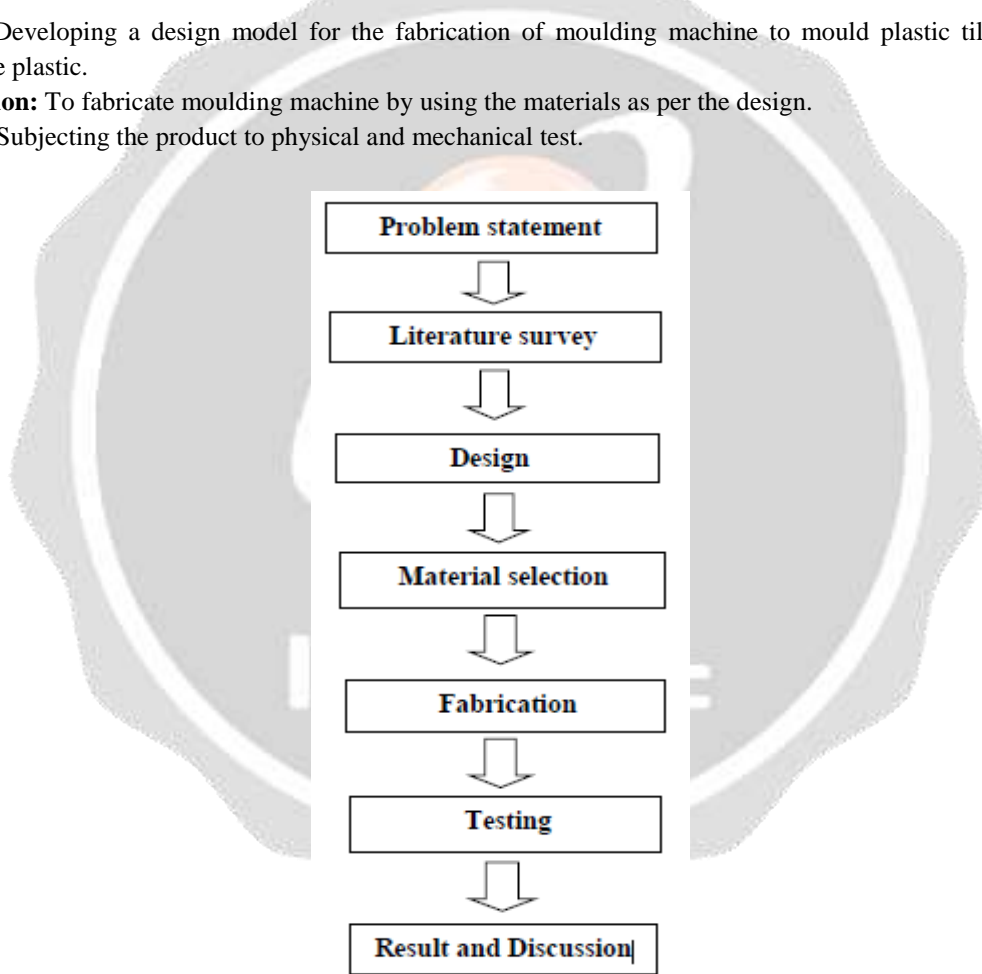 Developing a design model for the fabrication of moulding machine to mould plastic til
e plastic.
ion: To fabricate moulding machine by using the materials as per the design.
Subjecting the product to physical and mechanical test.
Problem statement
Literature survey
Design
Material selection
Fabrication
Testing
Result and Discussion